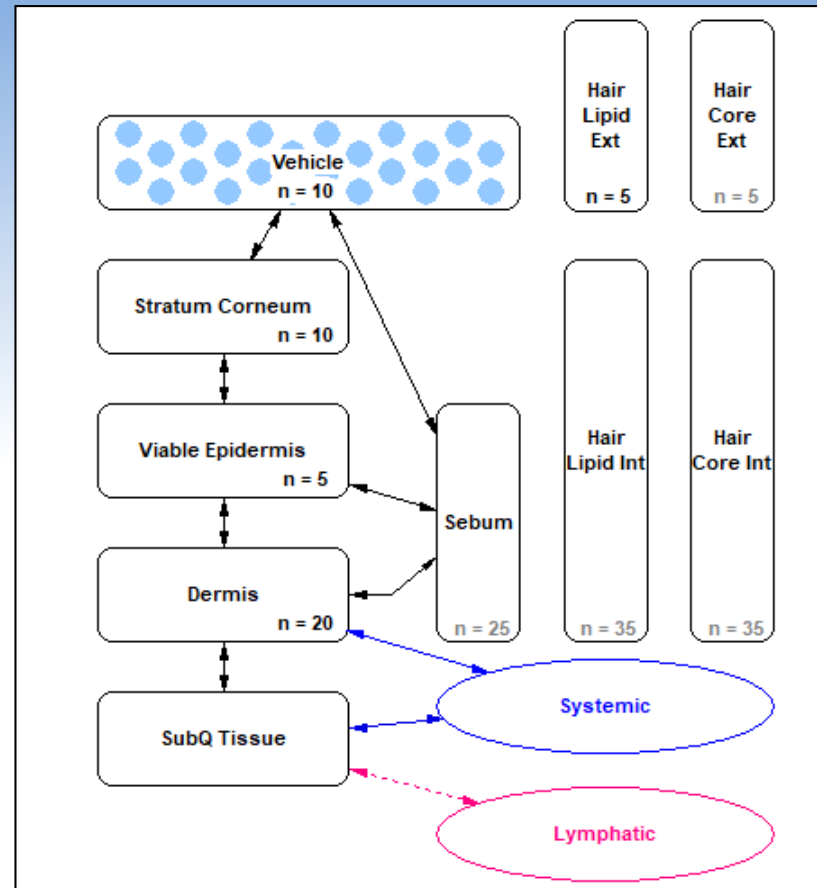 Hair
Lipid
Ext
n = 5
Hair
Core
Ext
n = 5
Vehicle
n = 10
Stratum Corneum
n = 10
Viable Epidermis
n = 5
Dermis
n = 20
SubQ Tissue
Sebum
n = 25
Hair
Lipid Int
n = 35
Hair
Core Int
n = 35
Systemic
Lymphatic